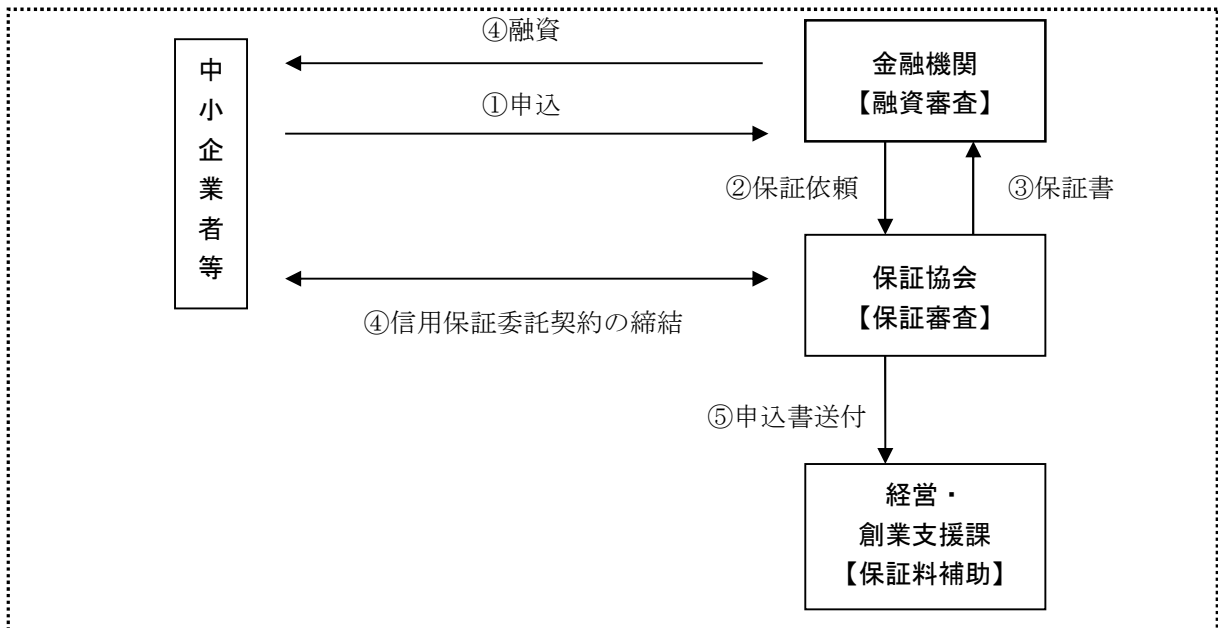 ④融資
中小企業者等
金融機関
【融資審査】
①申込
②保証依頼
③保証書
保証協会
【保証審査】
④信用保証委託契約の締結
⑤申込書送付
経営・
創業支援課
【保証料補助】